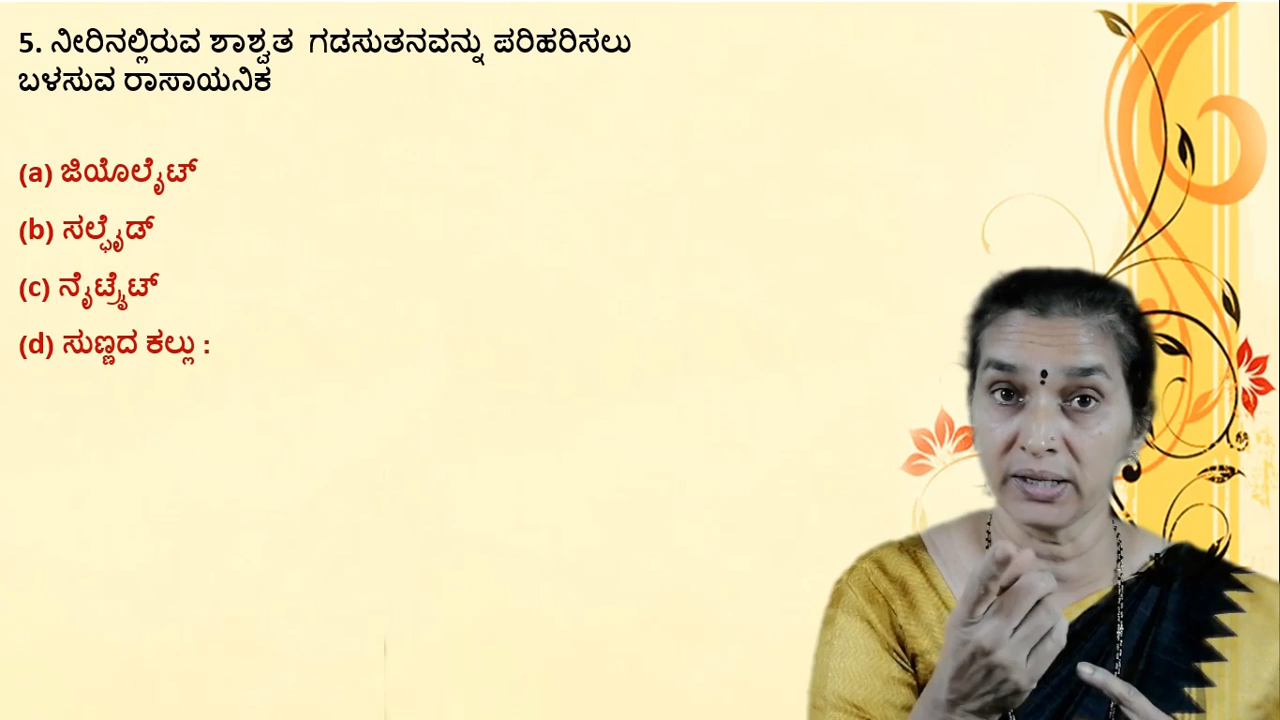 5. ನೀರಿನಲ್ಲಿರುವ ಶಾಶ್ವತ ಗಡಸುತನವನ್ನು ಪರಿಹರಿಸಲು
ಬಳಸುವ ರಾಸಾಯನಿಕ
(a) ಜಿಯೊಲೈಟ್
(b) ಸಲ್ಫೈಡ್
(c) ನೈಟ್ರೈಟ್
(d) ಸುಣ್ಣದ ಕಲ್ಲು :